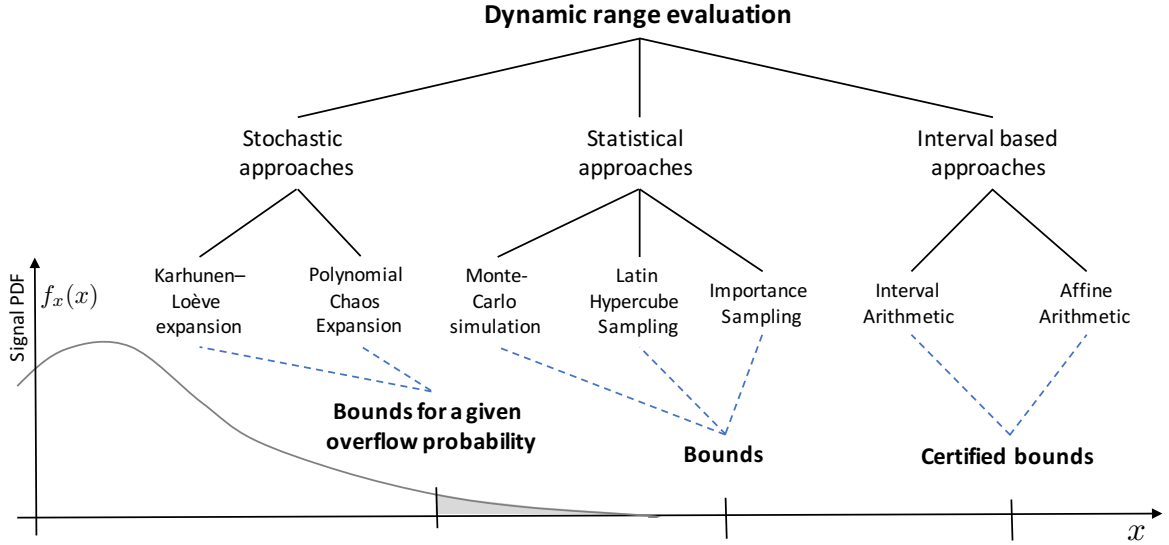 Dynamic range evaluation
Stochastic
approaches
Statistical
approaches
Interval based
approaches
Karhunen–
Loève
expansion
Polynomial
Chaos
Expansion
Monte-
Carlo
simulation
Latin
Hypercube
Sampling
Importance
Sampling
Interval
Arithmetic
Affine
Arithmetic
Signal PDF
f_x(x)
Bounds for a given
overflow probability
Bounds
Certified bounds
x